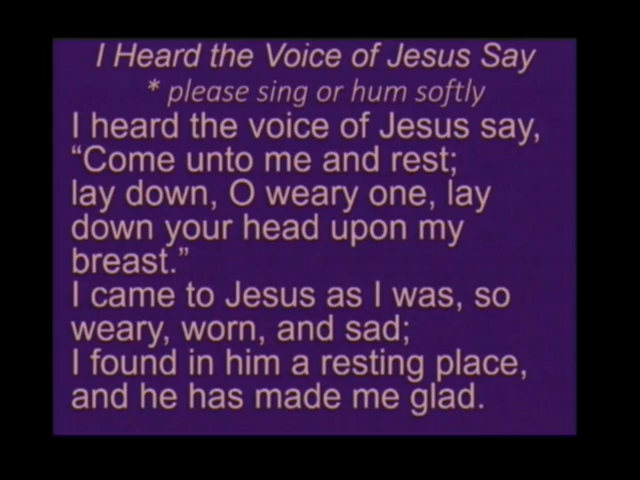 I Heard the Voice of Jesus Say
* please sing or hum softly
I heard the voice of Jesus say,
“Come unto me and rest;
lay down, O weary one, lay
down your head upon my
breast.”
I came to Jesus as I was, so
weary, worn, and sad;
I found in him a resting place,
and he has made me glad.